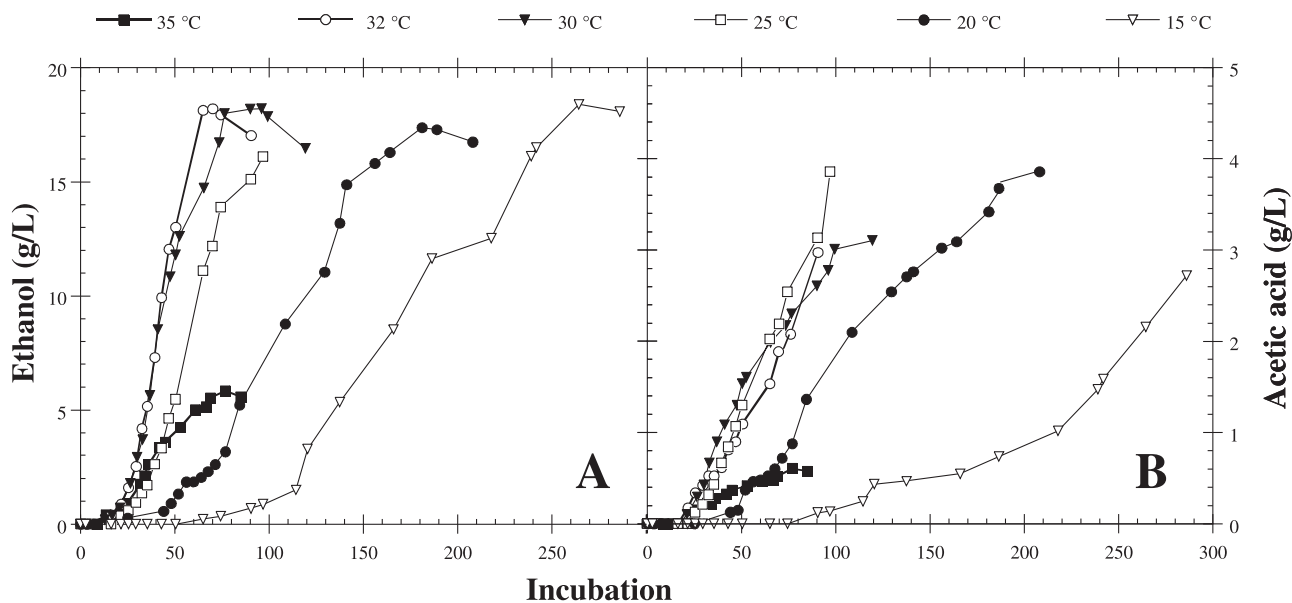 35 °C 32 °C 30 °C 25 °C 20 °C 15 °C
20 5
15 4
10 3
5 2
0 1
0
Ethanol (g/L)
Acetic acid (g/L)
A B
0 50 100 150 200 250 0 50 100 150 200 250 300
Incubation